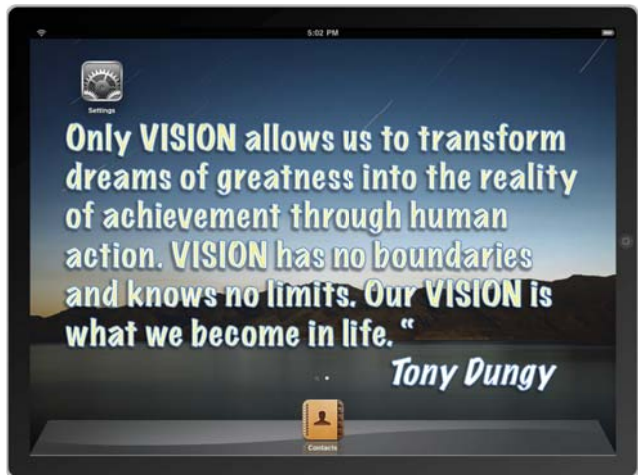 5:02 PM
Settings
Only VISION allows us to transform
dreams of greatness into the reality
of achievement through human
action. VISION has no boundaries
and knows no limits. Our VISION is
what we become in life. “
Tony Dungy
Contacts